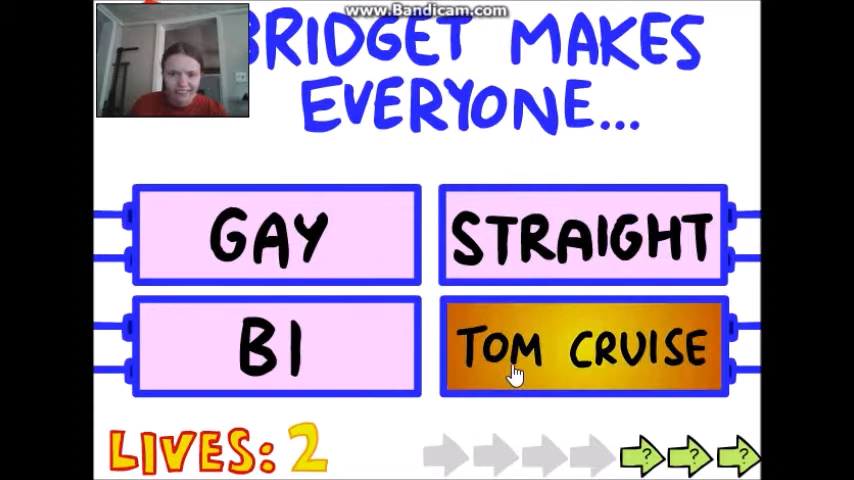 www.Bandicam.com
BRIDGET MAKES
EVERYONE...
GAY
STRAIGHT
BI
TOM CRUISE
LIVES: 2
? ? ?